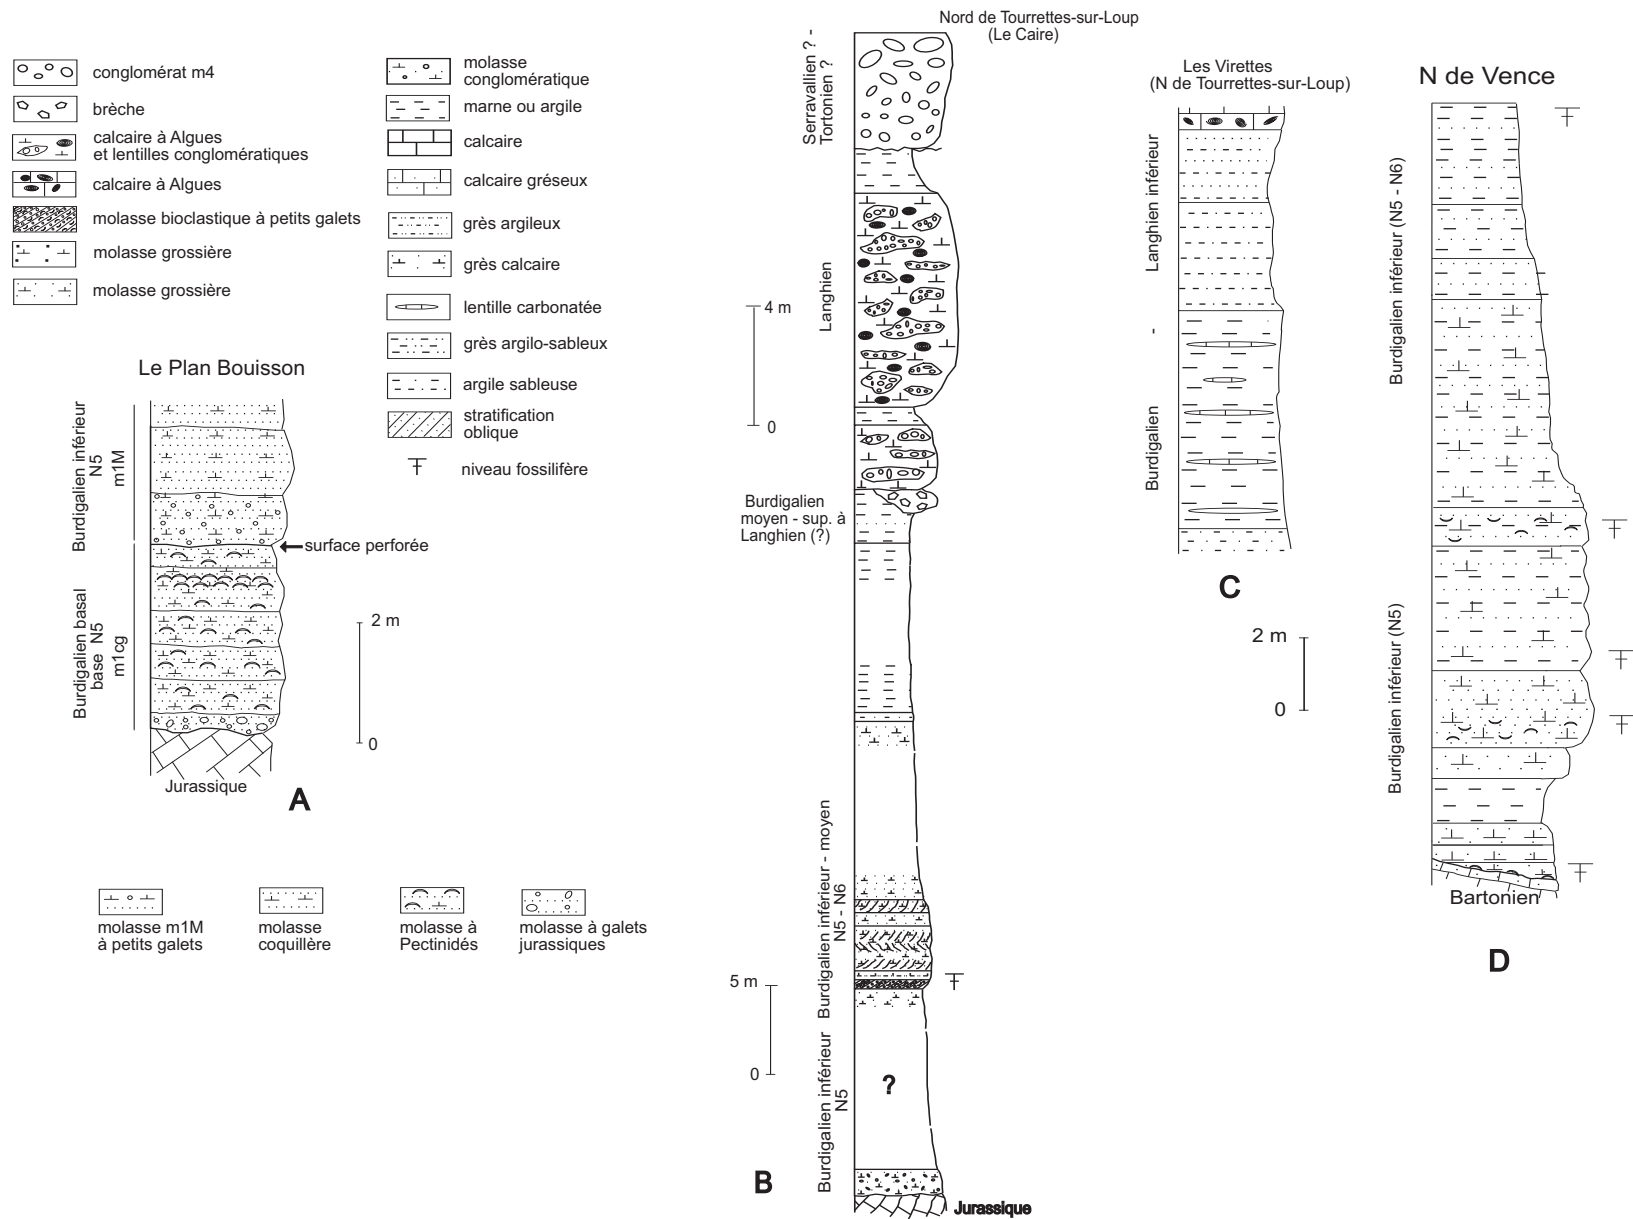 conglomérat m4
brèche
calcaire à Algues
et lentilles conglomératiques
calcaire à Algues
molasse bioclastique à petits galets
molasse grossière
molasse grossière
molasse
conglomératique
marne ou argile
calcaire
calcaire gréseux
grès argileux
grès calcaire
lentille carbonatée
grès argilo-sableux
argile sableuse
stratification
oblique
niveau fossilifère
Le Plan Bouisson
Burdigalien inférieur
N5
m1M
Burdigalien basal
base N5
m1cg
surface perforée
2 m
0
Jurassique
A
molasse m1M
à petits galets
molasse
coquillère
molasse à
Pectinidés
molasse à galets
jurassiques
Nord de Tourrettes-sur-Loup
(Le Caire)
Serravallien ? -
Tortonien ?
Langhien
4 m
0
Burdigalien
moyen - sup. à
Langhien (?)
Burdigalien inférieur - moyen
N5 - N6
5 m
0
Burdigalien inférieur
N5
?
B
Jurassique
Les Virettes
(N de Tourrettes-sur-Loup)
Langhien inférieur
-
Burdigalien
C
2 m
0
N de Vence
Burdigalien inférieur (N5 - N6)
Burdigalien inférieur (N5)
Bartonien
D